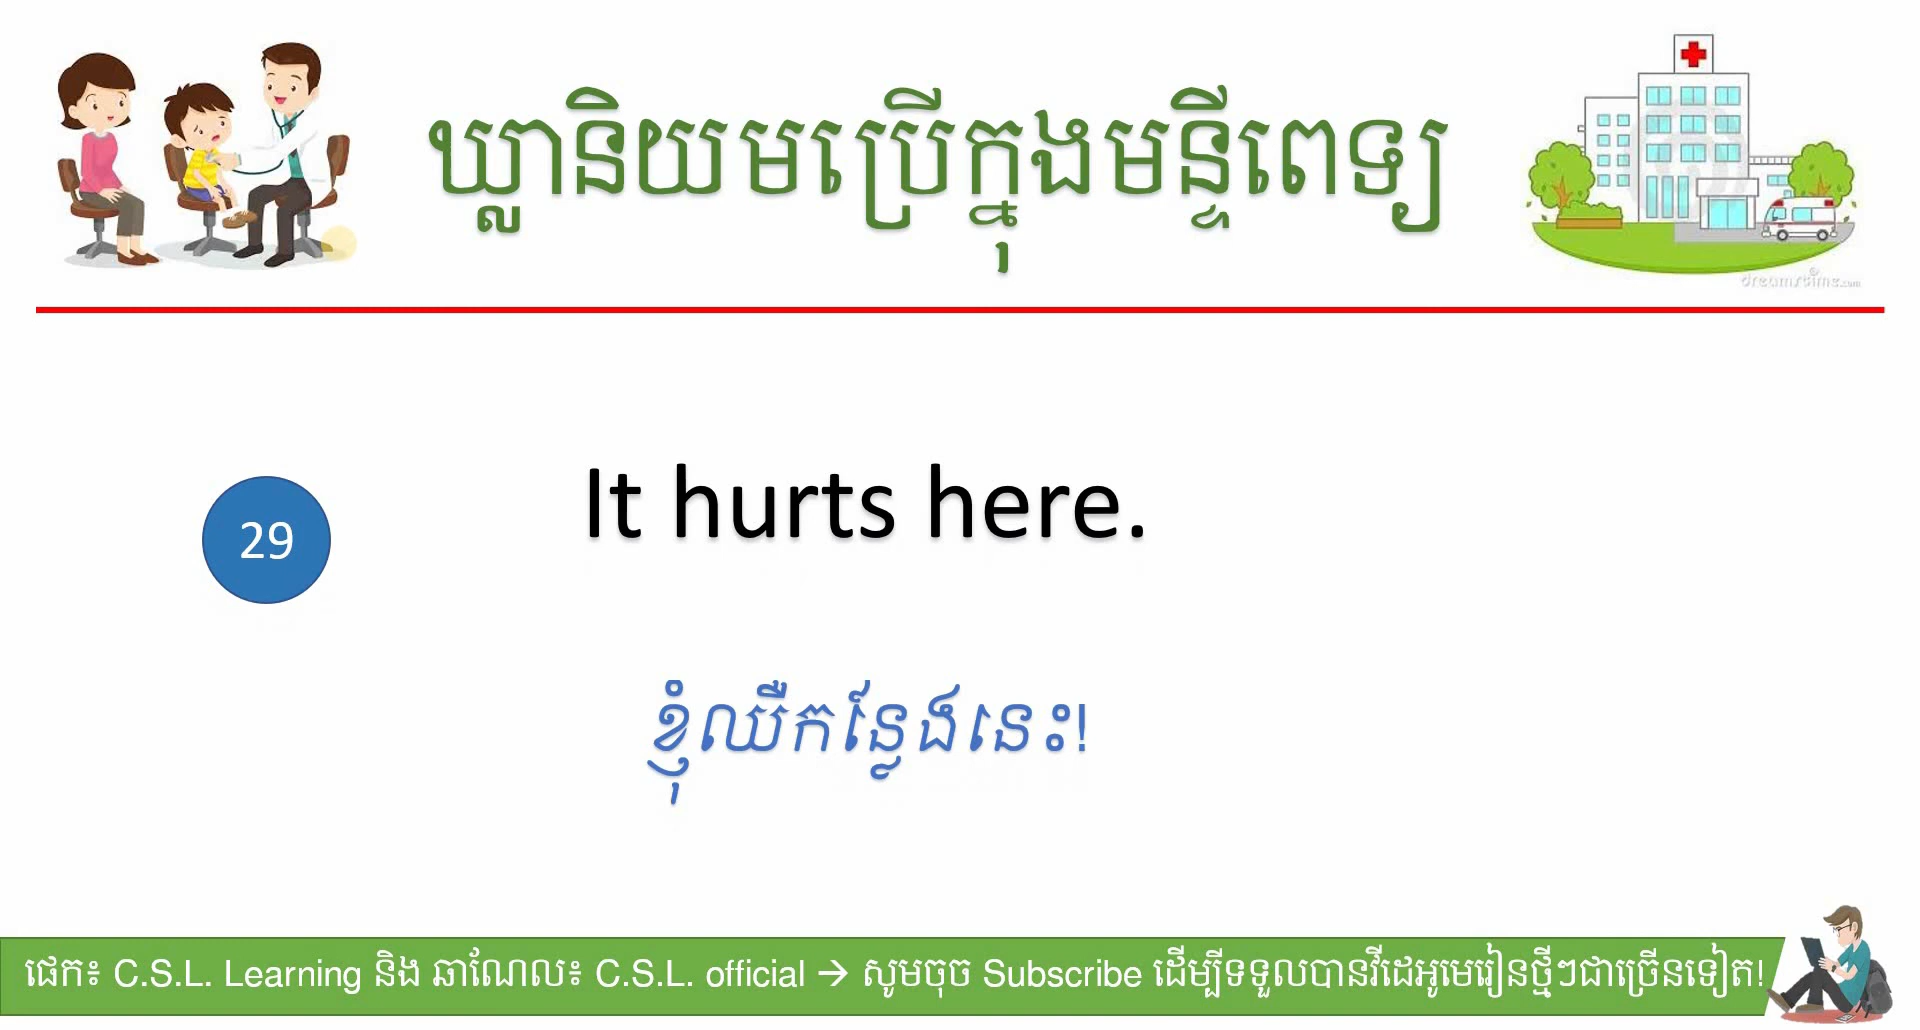 ឃ្លានិយមប្រើក្នុងមន្ទីពេទ្យ
dreamstime.com
29
It hurts here.
ខ្ញុំឈឺកន្លែងនេះ!
ផេក៖ C.S.L. Learning និង ឆាណែល៖ C.S.L. official → សូមចុច Subscribe ដើម្បីទទួលបានវីដេអូមេរៀនថ្មីៗជាច្រើនទៀត!